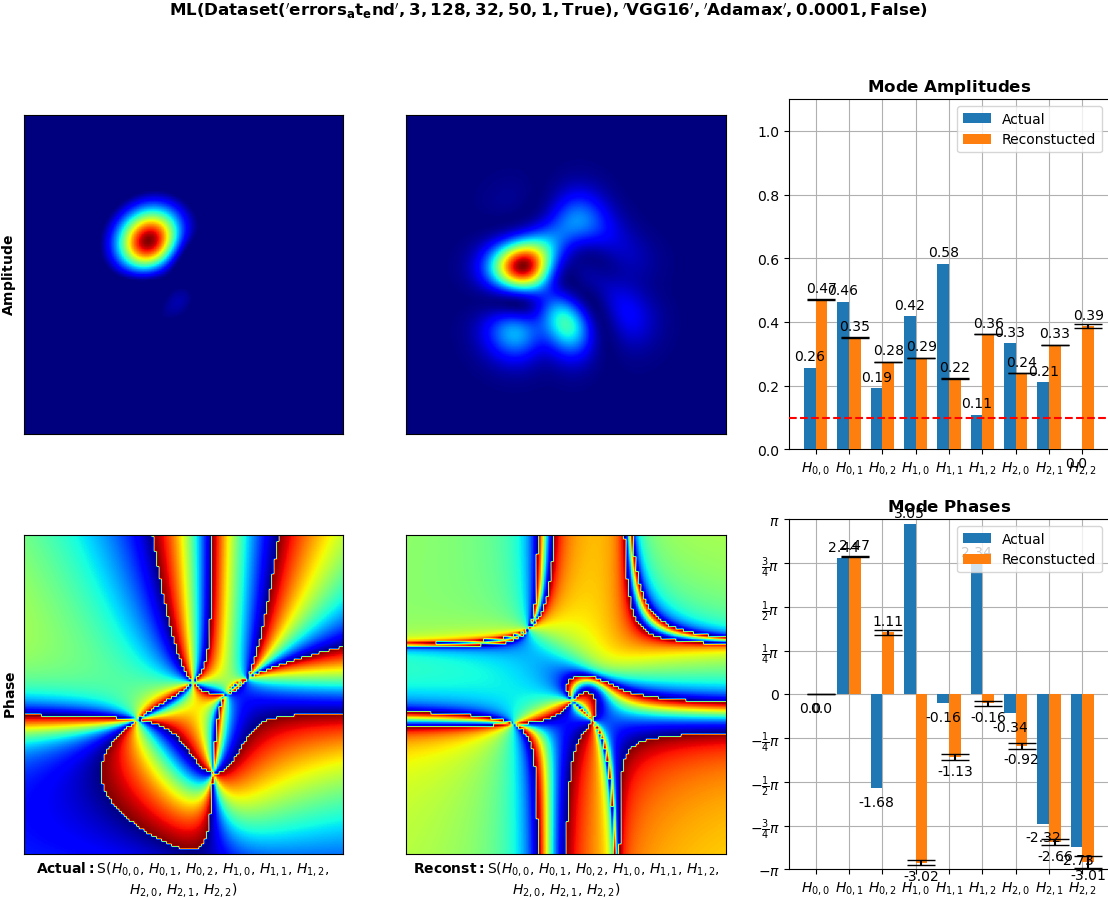 ML(Dataset('errors_at_end', 3, 128, 32, 50, 1, True), 'VGG16', 'Adamax', 0.0001, False)
Mode Amplitudes
Amplitude
1.0
0.8
0.6
0.4
0.2
0.0
Actual
Reconstucted
0.26
0.47
0.46
0.35
0.19
0.28
0.42
0.29
0.58
0.22
0.11
0.36
0.33
0.24
0.21
0.33
0.0
0.39
H0,0 H0,1 H0,2 H1,0 H1,1 H1,2 H2,0 H2,1 H2,2
Mode Phases
Phase
π
3/4π
1/2π
1/4π
0
−1/4π
−1/2π
−3/4π
−π
Actual
Reconstucted
0.0
0.0
2.44
2.47
-1.68
1.11
3.05
-3.02
-0.16
-1.13
2.34
-0.16
-0.34
-0.92
-2.32
-2.66
-2.73
-3.01
H0,0 H0,1 H0,2 H1,0 H1,1 H1,2 H2,0 H2,1 H2,2
Actual: S(H0,0, H0,1, H0,2, H1,0, H1,1, H1,2,
H2,0, H2,1, H2,2)
Reconst: S(H0,0, H0,1, H0,2, H1,0, H1,1, H1,2,
H2,0, H2,1, H2,2)